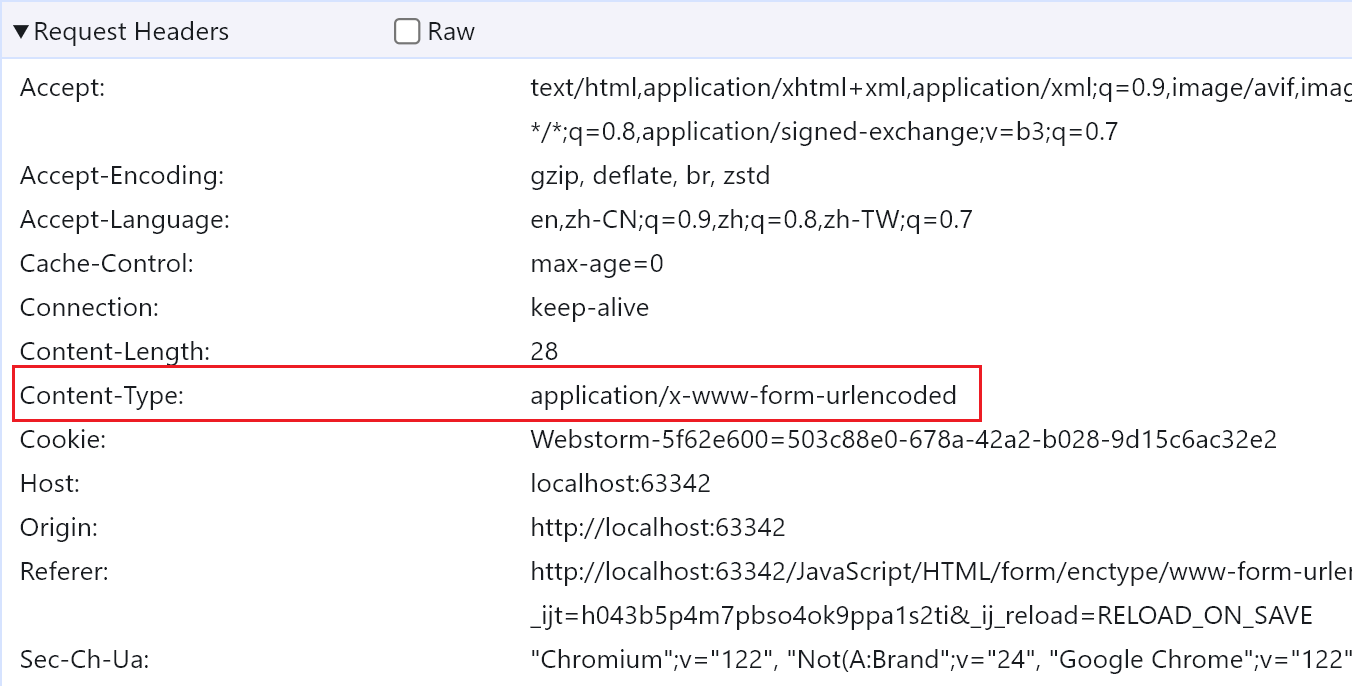 ▼Request Headers Raw
Accept: text/html,application/xhtml+xml,application/xml;q=0.9,image/avif,imag
*/*;q=0.8,application/signed-exchange;v=b3;q=0.7
Accept-Encoding: gzip, deflate, br, zstd
Accept-Language: en,zh-CN;q=0.9,zh;q=0.8,zh-TW;q=0.7
Cache-Control: max-age=0
Connection: keep-alive
Content-Length: 28
Content-Type: application/x-www-form-urlencoded
Cookie: Webstorm-5f62e600=503c88e0-678a-42a2-b028-9d15c6ac32e2
Host: localhost:63342
Origin: http://localhost:63342
Referer: http://localhost:63342/JavaScript/HTML/form/enctype/www-form-urle
_ijt=h043b5p4m7pbso4ok9ppa1s2ti&_ij_reload=RELOAD_ON_SAVE
Sec-Ch-Ua: "Chromium";v="122", "Not(A:Brand";v="24", "Google Chrome";v="122"